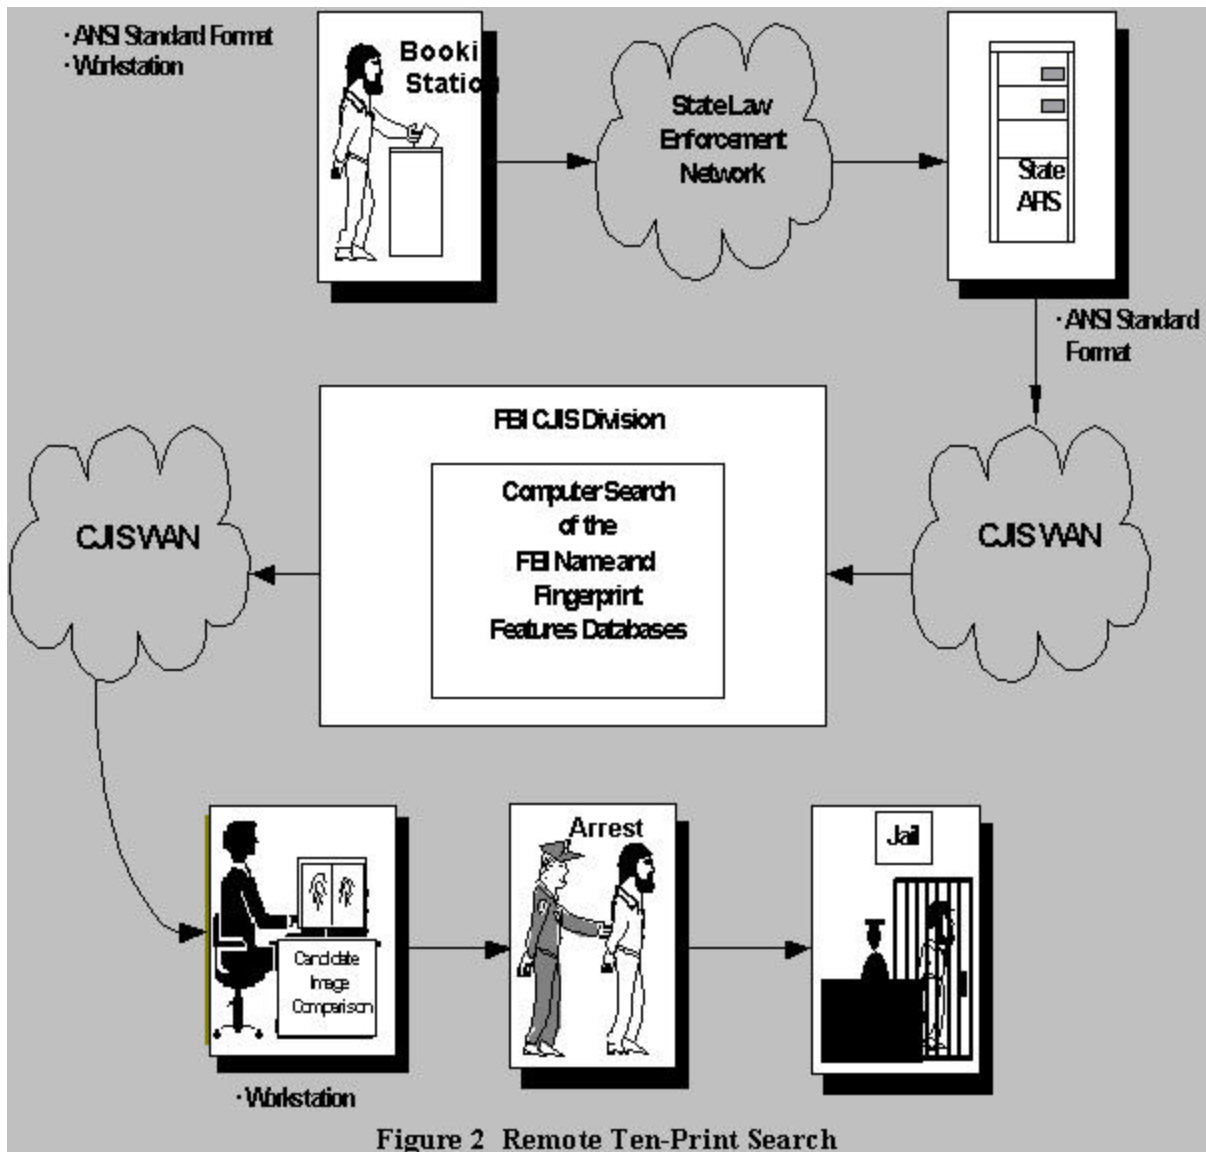 · ANSI Standard Format
· Workstation
Booki
Station
State Law
Enforcement
Network
State
AFIS
· ANSI Standard
Format
FBI CJIS Division
Computer Search
of the
FBI Name and
Fingerprint
Features Databases
CJIS WAN
CJIS WAN
Candidate
Image
Comparison
· Workstation
Arrest
Jail
Figure 2 Remote Ten-Print Search